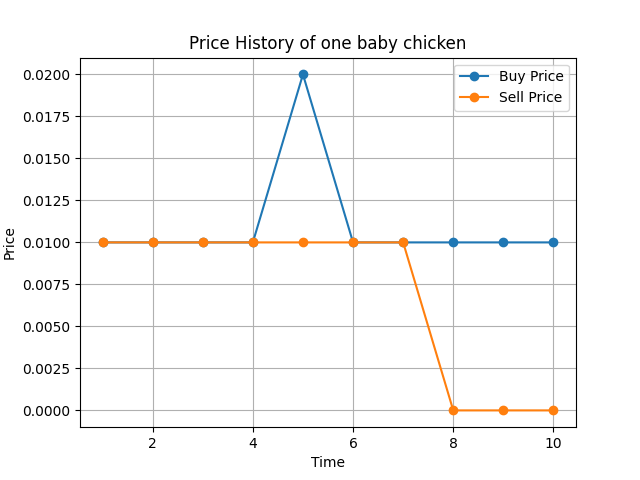 Price History of one baby chicken
Buy Price
Sell Price
0.0200
0.0175
0.0150
0.0125
0.0100
0.0075
0.0050
0.0025
0.0000
Price
2 4 6 8 10
Time